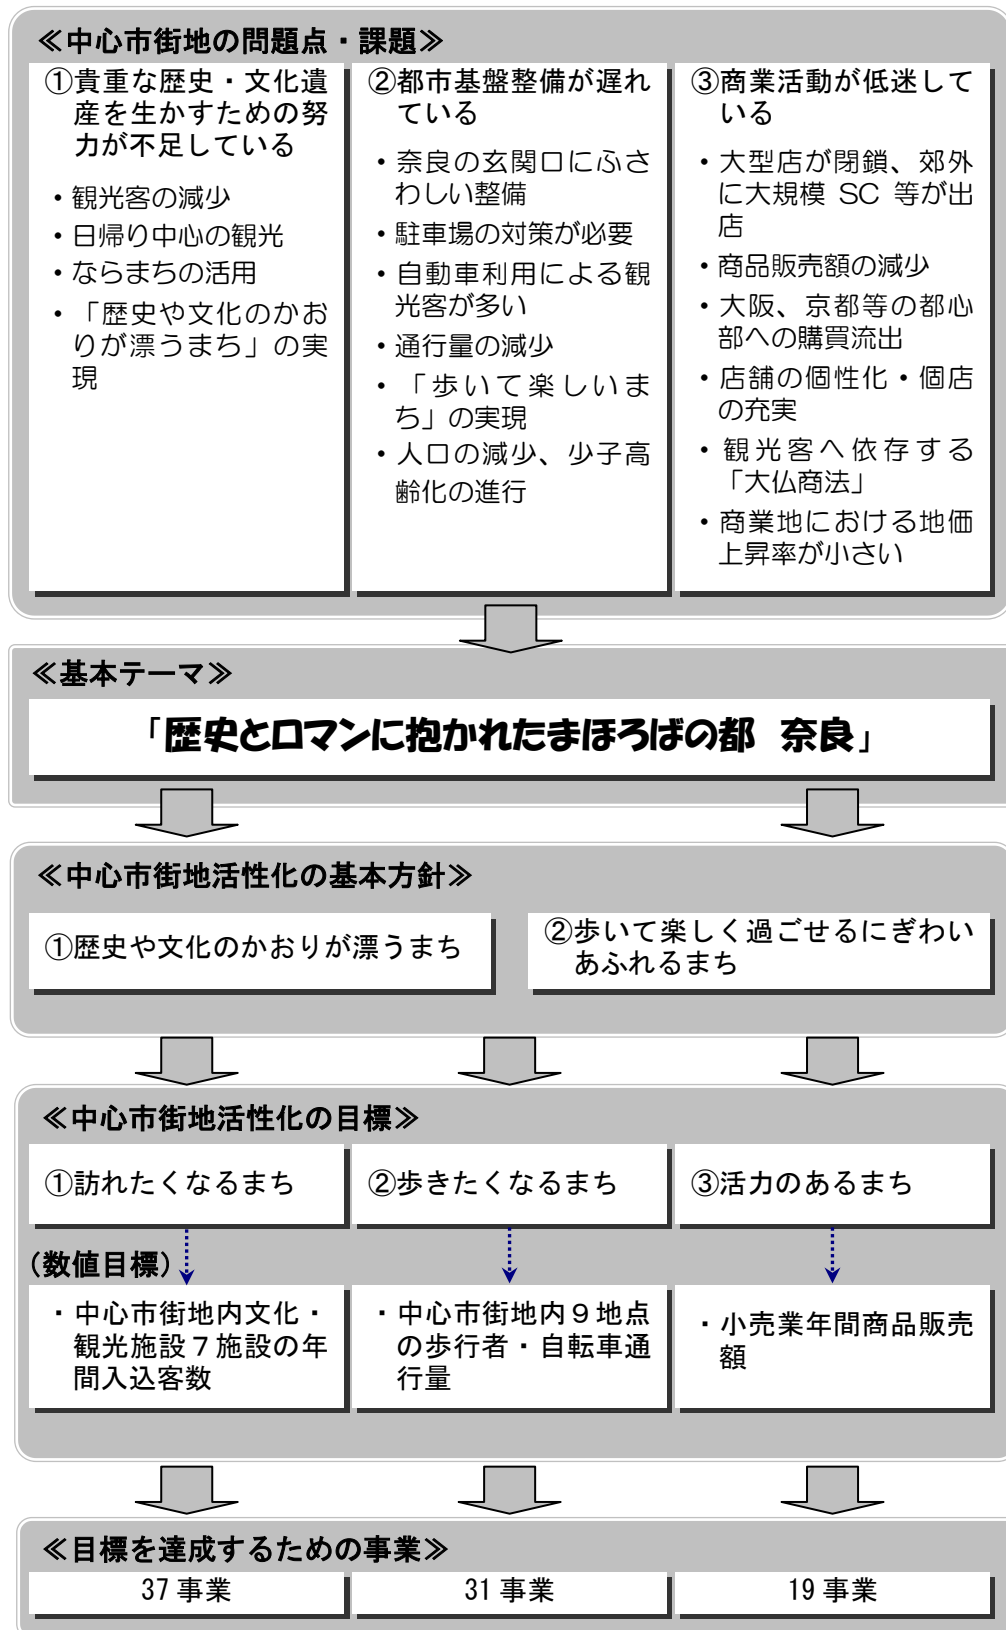 ≪中心市街地の問題点・課題≫
①貴重な歴史・文化遺
産を生かすための努
力が不足している
・観光客の減少
・日帰り中心の観光
・ならまちの活用
・「歴史や文化のかお
りが漂うまち」の実
現
②都市基盤整備が遅れ
ている
・奈良の玄関口にふさ
わしい整備
・駐車場の対策が必要
・自動車利用による観
光客が多い
・通行量の減少
・「歩いて楽しいま
ち」の実現
・人口の減少、少子高
齢化の進行
③商業活動が低迷して
いる
・大型店が閉鎖、郊外
に大規模 SC 等が出
店
・商品販売額の減少
・大阪、京都等の都心
部への購買流出
・店舗の個性化・個店
の充実
・観光客へ依存する
「大仏商法」
・商業地における地価
上昇率が小さい
≪基本テーマ≫
「歴史とロマンに抱かれたまほろばの都　奈良」
≪中心市街地活性化の基本方針≫
①歴史や文化のかおりが漂うまち
②歩いて楽しく過ごせるにぎわい
あふれるまち
≪中心市街地活性化の目標≫
①訪れたくなるまち
②歩きたくなるまち
③活力のあるまち
（数値目標）
・中心市街地内文化・
観光施設７施設の年
間入込客数
・中心市街地内９地点
の歩行者・自転車通
行量
・小売業年間商品販売
額
≪目標を達成するための事業≫
37 事業
31 事業
19 事業